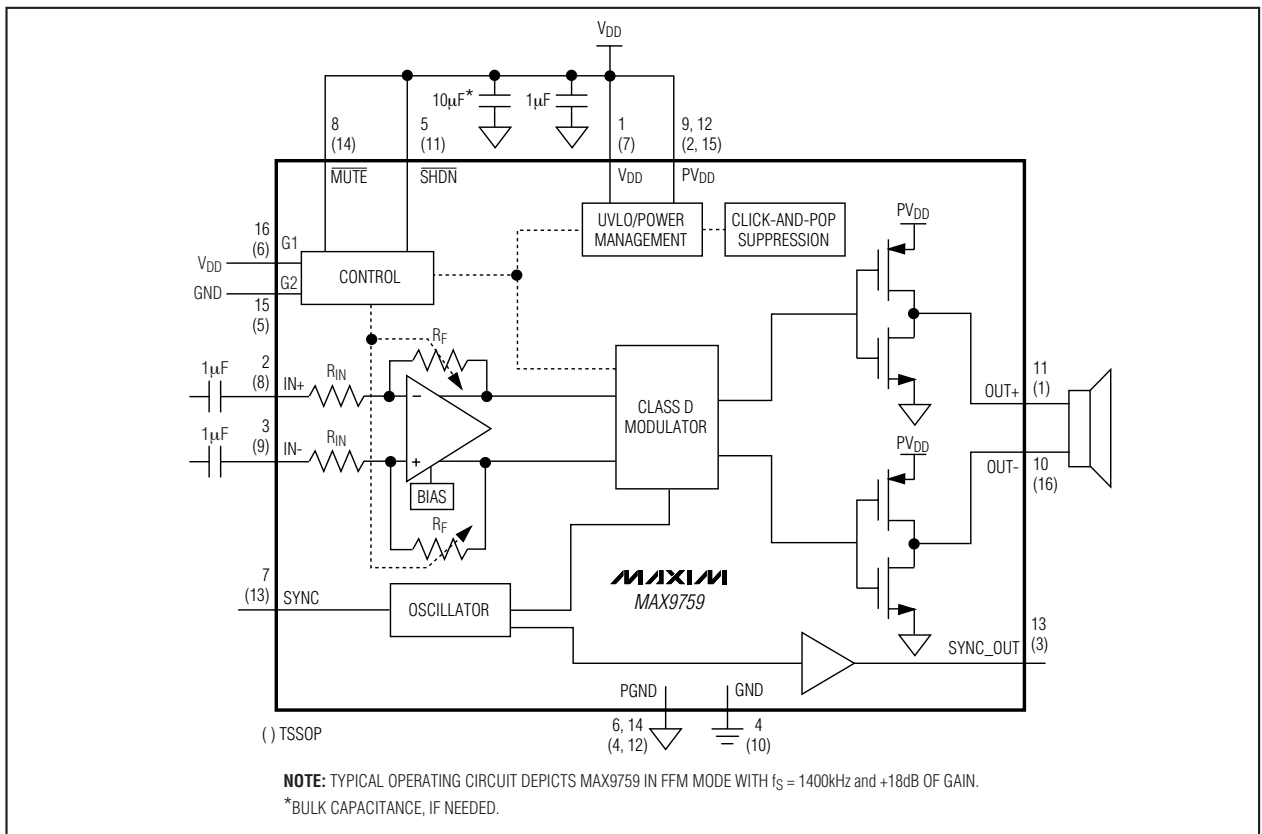 VDD
10µF*
1µF
8
(14)
5
(11)
1
(7)
9, 12
(2, 15)
MUTE
SHDN
VDD
PVDD
UVLO/POWER
MANAGEMENT
CLICK-AND-POP
SUPPRESSION
PVDD
16
(6)
G1
VDD
CONTROL
GND
G2
15
(5)
1µF
2
(8)
IN+
RIN
RF
CLASS D
MODULATOR
OUT+
11
(1)
1µF
3
(9)
IN-
RIN
BIAS
RF
PVDD
OUT-
10
(16)
7
(13)
SYNC
OSCILLATOR
MAXIM
MAX9759
SYNC_OUT
13
(3)
PGND
GND
6, 14
(4, 12)
4
(10)
( ) TSSOP
NOTE: TYPICAL OPERATING CIRCUIT DEPICTS MAX9759 IN FFM MODE WITH fS = 1400kHz and +18dB OF GAIN.
*BULK CAPACITANCE, IF NEEDED.